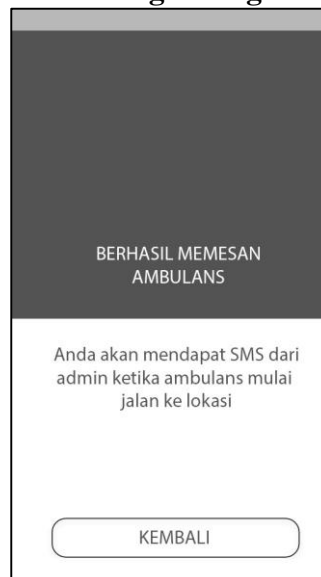 BERHASIL MEMESAN
AMBULANS
Anda akan mendapat SMS dari
admin ketika ambulans mulai
jalan ke lokasi
KEMBALI